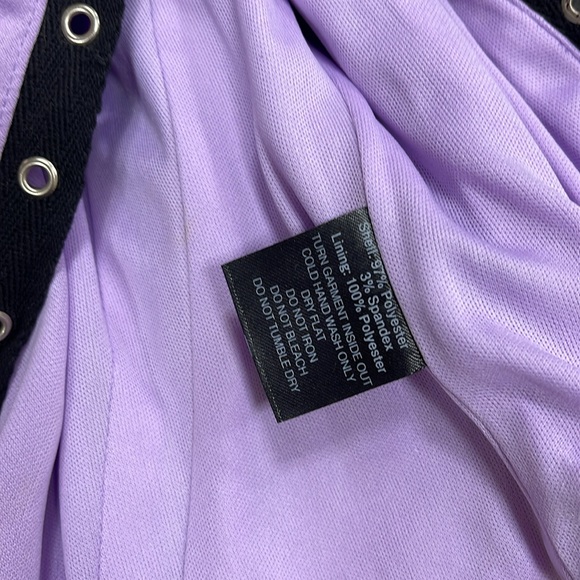 Shell: 97% Polyester
3% Spandex
Lining: 100% Polyester
TURN GARMENT INSIDE OUT
COLD HAND WASH ONLY
DRY FLAT
DO NOT IRON
DO NOT BLEACH
DO NOT TUMBLE DRY